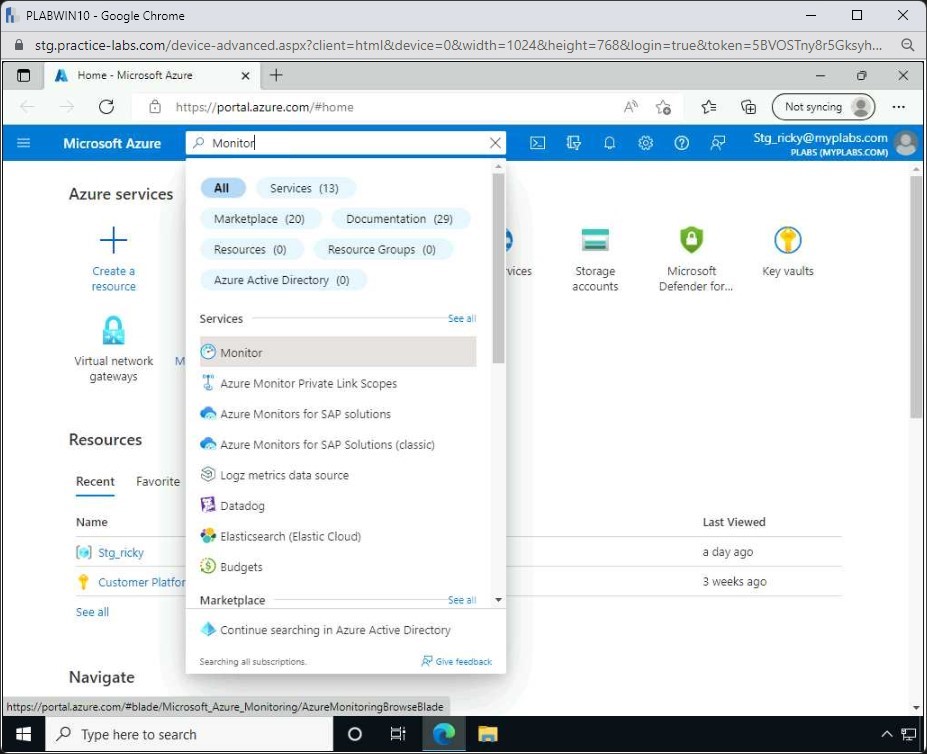 PLABWIN10 - Google Chrome
stg.practice-labs.com/device-advanced.aspx?client=html&device=0&width=1024&height=768&login=true&token=5BVOSTny8r5Gksyh...
Home - Microsoft Azure
https://portal.azure.com/#home
Not syncing
Microsoft Azure
Monitor
Stg_ricky@myplabs.com
PLABS (MYPLABS.COM)
Azure services
All
Services (13)
Marketplace (20)
Documentation (29)
Resources (0)
Resource Groups (0)
Azure Active Directory (0)
Create a
resource
vices
Storage
accounts
Microsoft
Defender for...
Key vaults
Virtual network
gateways
M
Services
See all
Monitor
Azure Monitor Private Link Scopes
Azure Monitors for SAP solutions
Azure Monitors for SAP Solutions (classic)
Logz metrics data source
Datadog
Elasticsearch (Elastic Cloud)
Budgets
Marketplace
See all
Continue searching in Azure Active Directory
Searching all subscriptions.
Give feedback
Resources
Recent
Favorite
Name
Last Viewed
Stg_ricky
a day ago
Customer Platfor
3 weeks ago
See all
Navigate
https://portal.azure.com/#blade/Microsoft_Azure_Monitoring/AzureMonitoringBrowseBlade
Type here to search